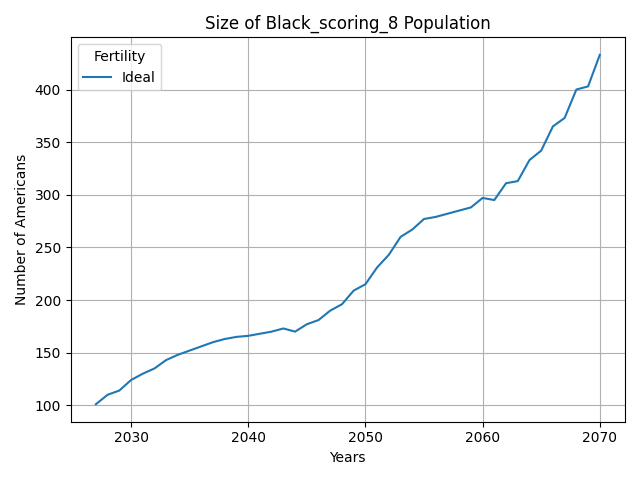 Size of Black_scoring_8 Population
Fertility
Ideal
Number of Americans
400
350
300
250
200
150
100
2030 2040 2050 2060 2070
Years